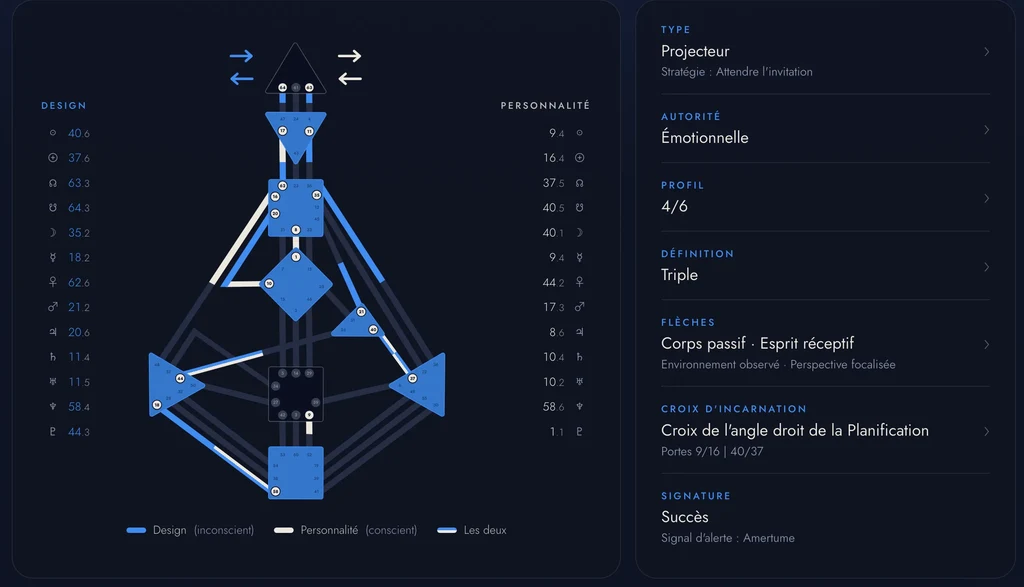 DESIGN
40.6
37.6
63.3
64.3
35.2
18.2
62.6
21.2
20.6
11.4
11.5
58.4
44.3
PERSONNALITÉ
9.4
16.4
37.5
40.5
40.1
9.4
44.2
17.3
8.6
10.4
10.2
58.6
1.1
Design (inconscient)
Personnalité (conscient)
Les deux
TYPE
Projecteur
Stratégie : Attendre l'invitation
AUTORITÉ
Émotionnelle
PROFIL
4/6
DÉFINITION
Triple
FLÈCHES
Corps passif · Esprit réceptif
Environnement observé · Perspective focalisée
CROIX D'INCARNATION
Croix de l'angle droit de la Planification
Portes 9/16 | 40/37
SIGNATURE
Succès
Signal d'alerte : Amertume